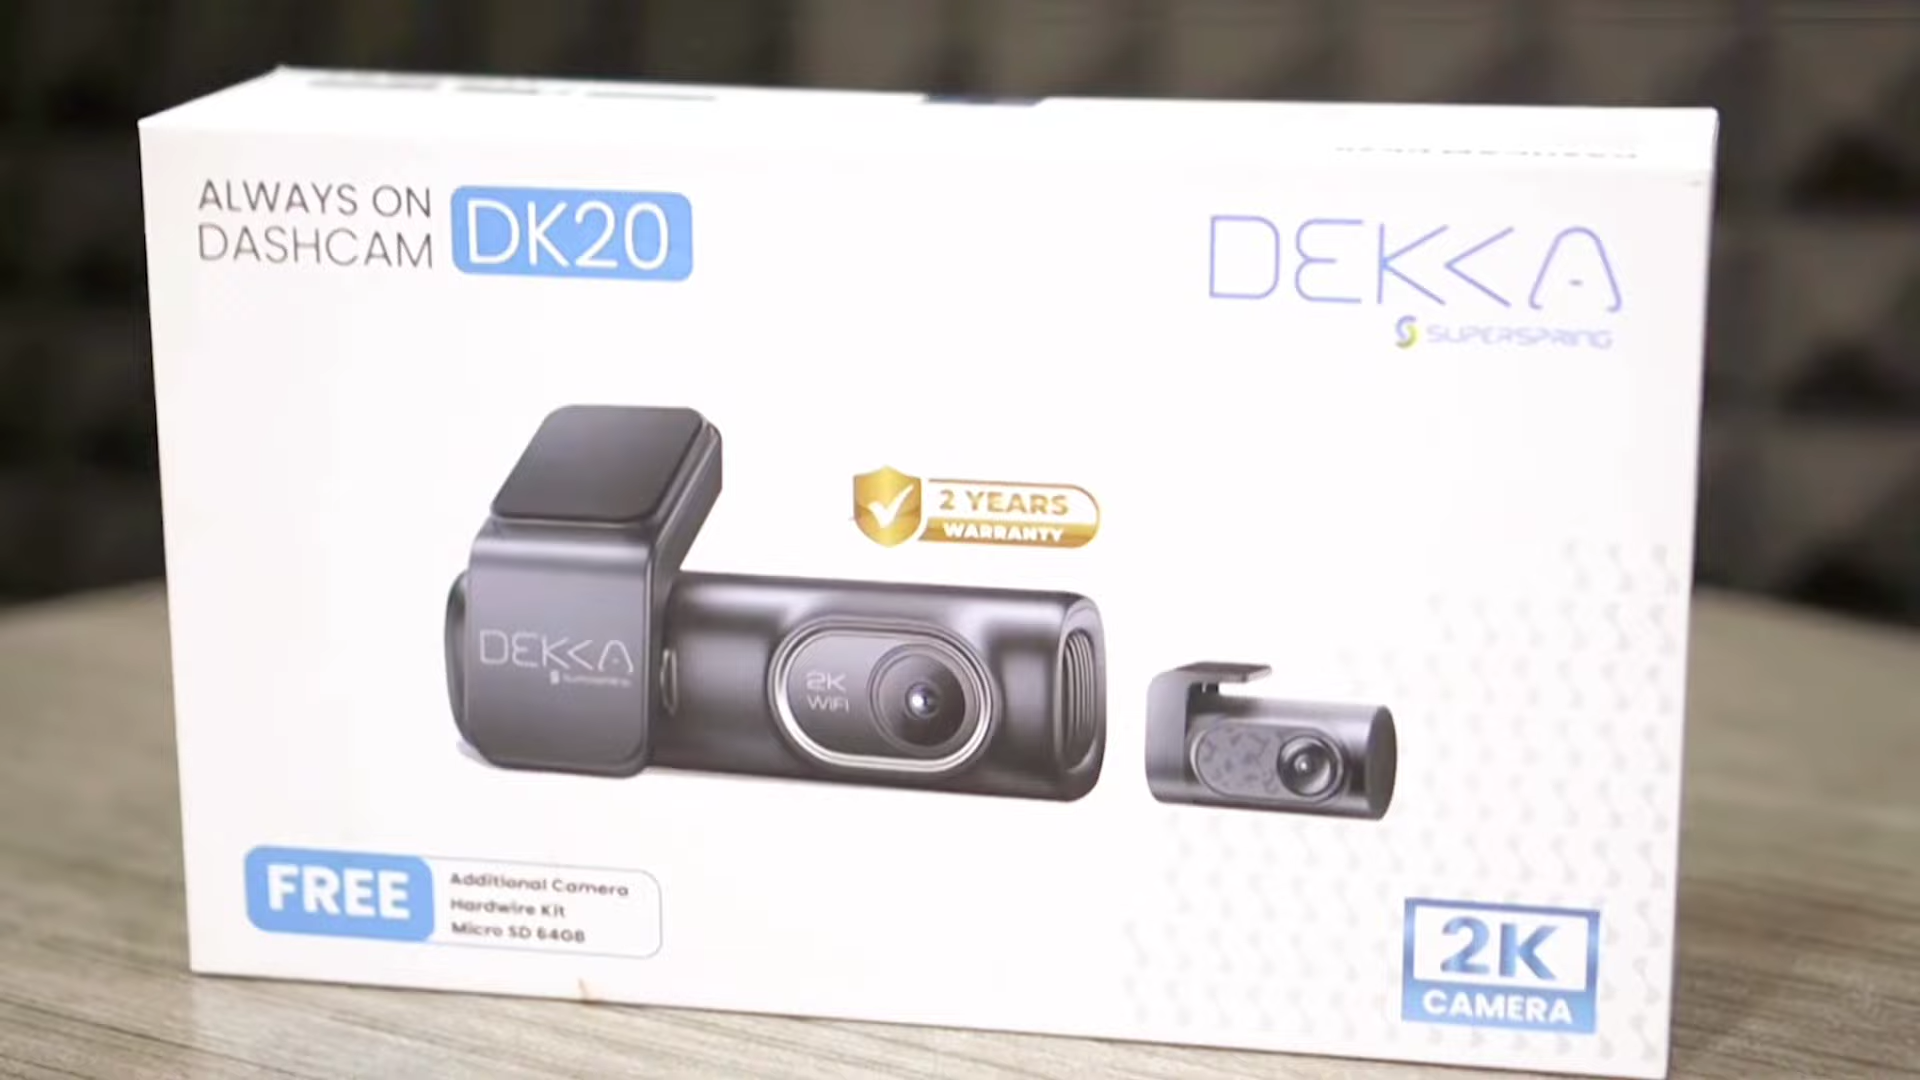 ALWAYS ON
DASHCAM
DK20
DEKKA
SUPERSPRING
2 YEARS
WARRANTY
DEKKA
SUPERSPRING
2K
WiFi
FREE
Additional Camera
Hardwire Kit
Micro SD 64GB
2K
CAMERA